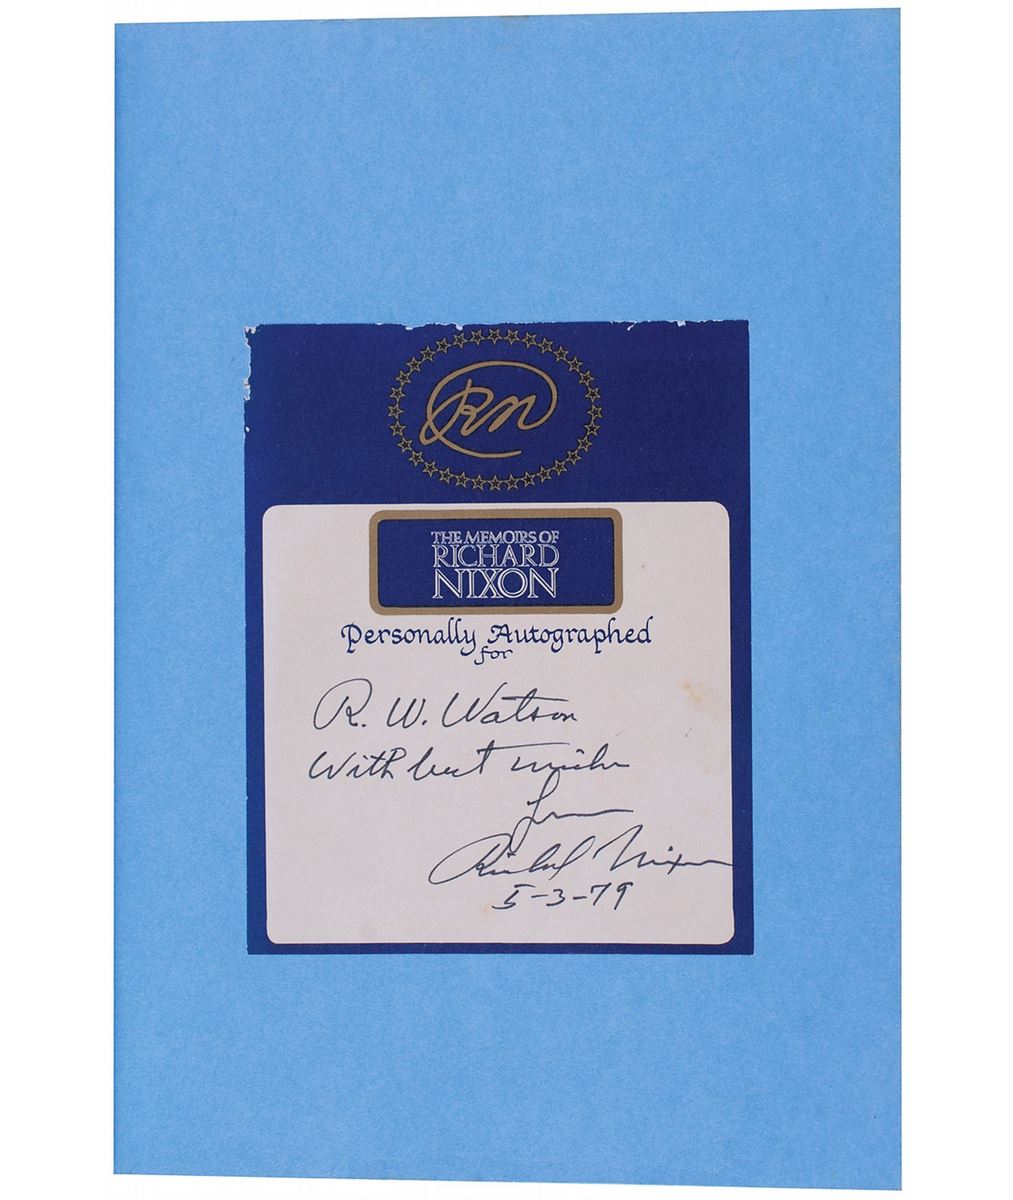 RN
THE MEMOIRS OF
RICHARD
NIXON
Personally Autographed
for
R. W. Watson
With best wishes
from
Richard Nixon
5-3-79